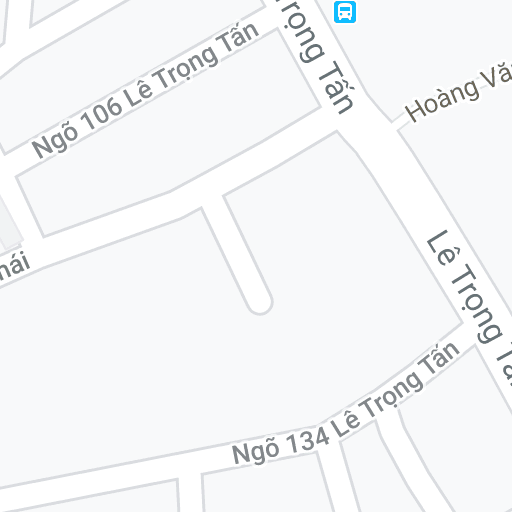 Trọng Tấn
Ngõ 106 Lê Trọng Tấn
Hoàng Vă
Lê Trọng Tấ
hái
Ngõ 134 Lê Trọng Tấn